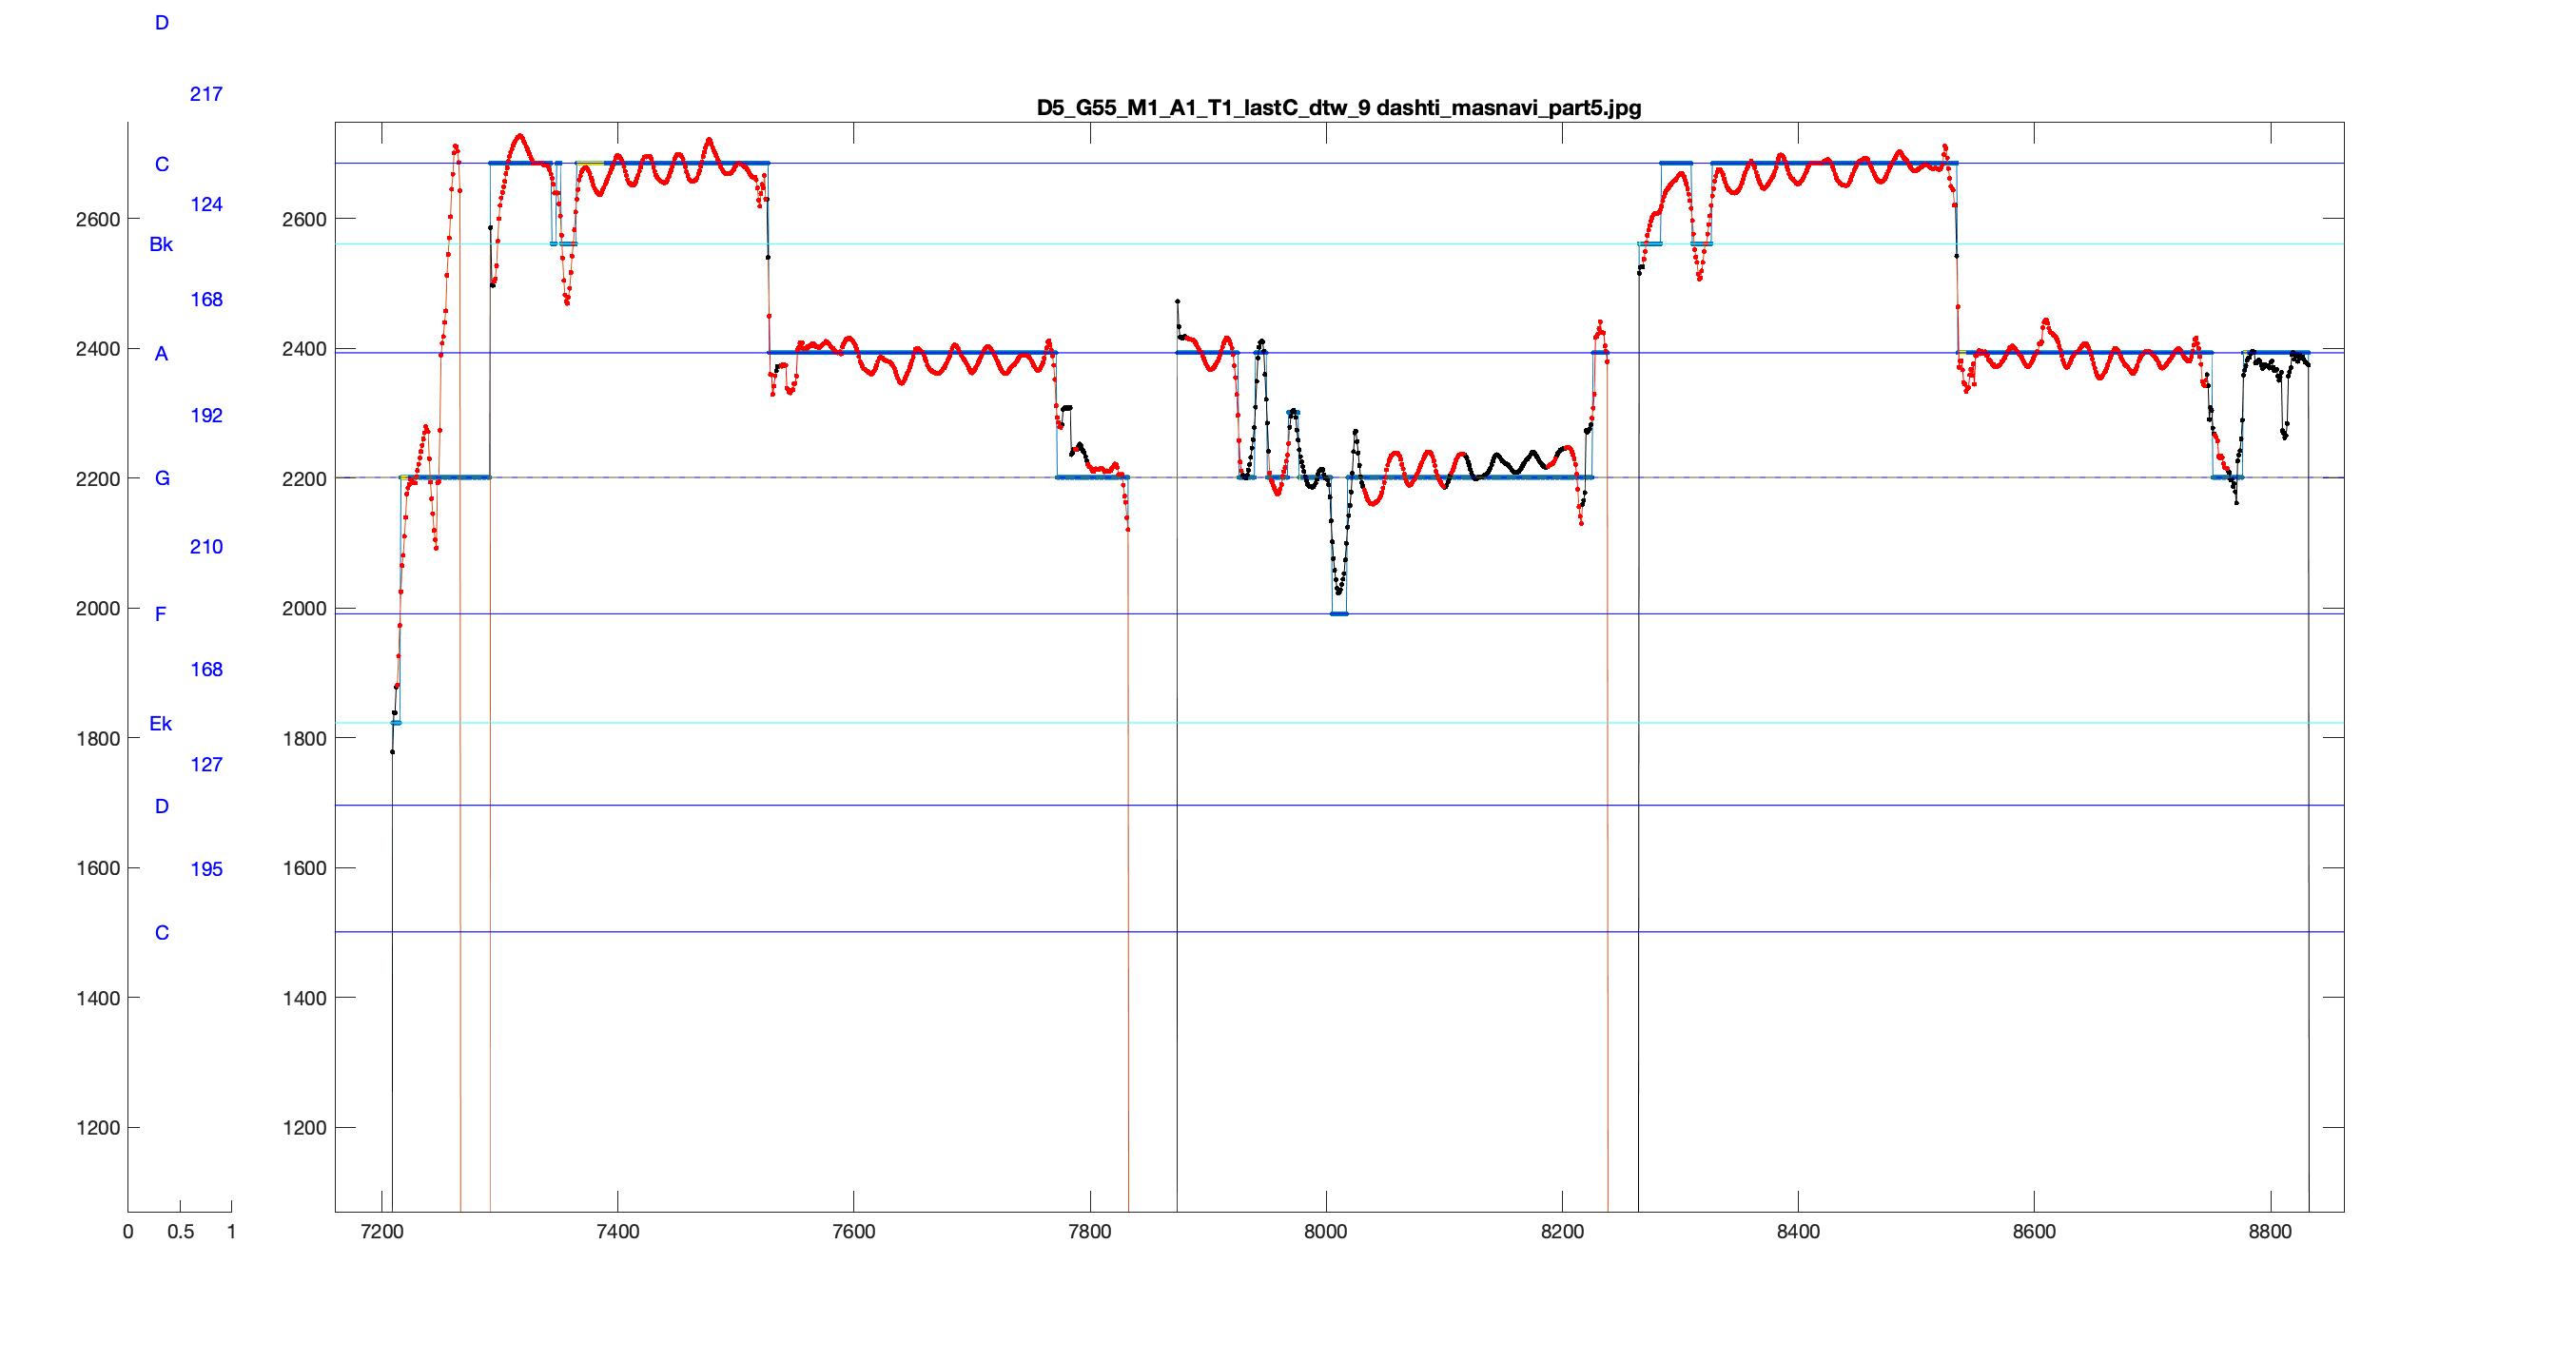 D
217
D5_G55_M1_A1_T1_lastC_dtw_9 dashti_masnavi_part5.jpg
C
124
2600 2600
Bk
168
2400 A 2400
192
2200 G 2200
210
2000 F 2000
168
Ek
1800 1800
127
D
1600 195 1600
C
1400 1400
1200 1200
0 0.5 1 7200 7400 7600 7800 8000 8200 8400 8600 8800